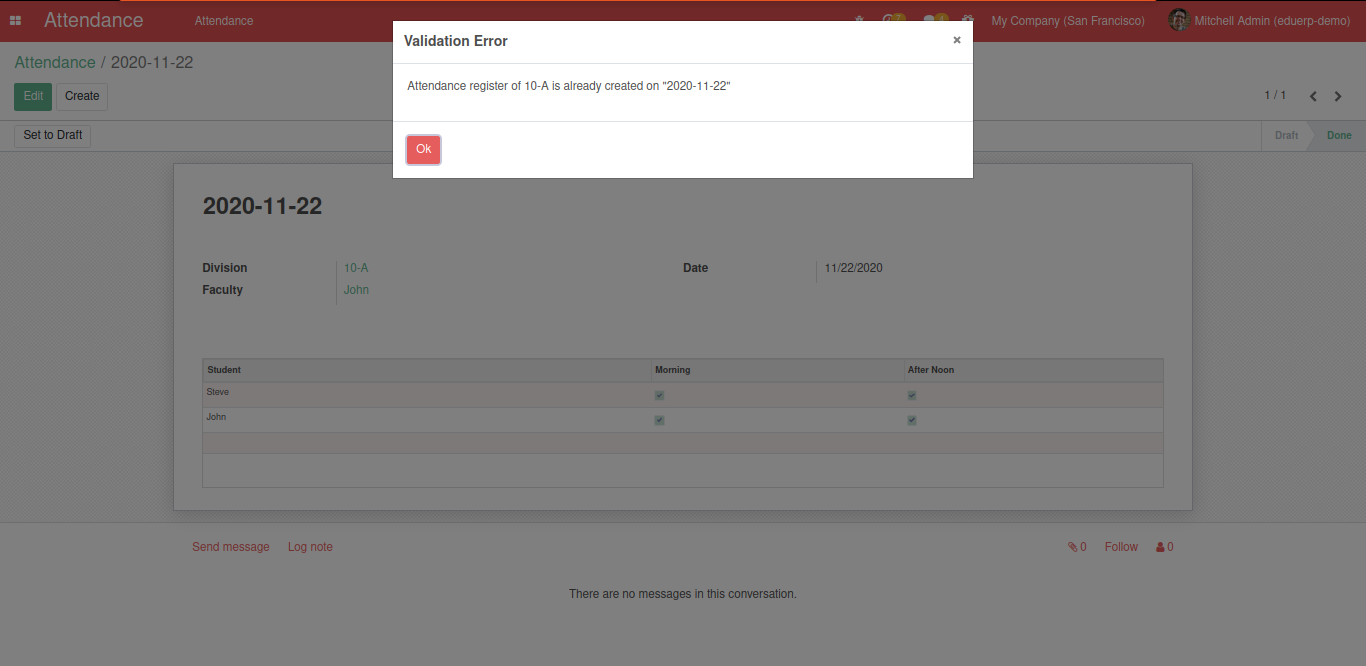 Attendance
Attendance
My Company (San Francisco)
Mitchell Admin (eduerp-demo)
Validation Error ×
Attendance register of 10-A is already created on "2020-11-22"
Ok
Attendance / 2020-11-22
Edit Create
1 / 1
Set to Draft
Draft Done
2020-11-22
Division 10-A Date 11/22/2020
Faculty John
Student Morning After Noon
Steve
John
Send message Log note 0 Follow 0
There are no messages in this conversation.